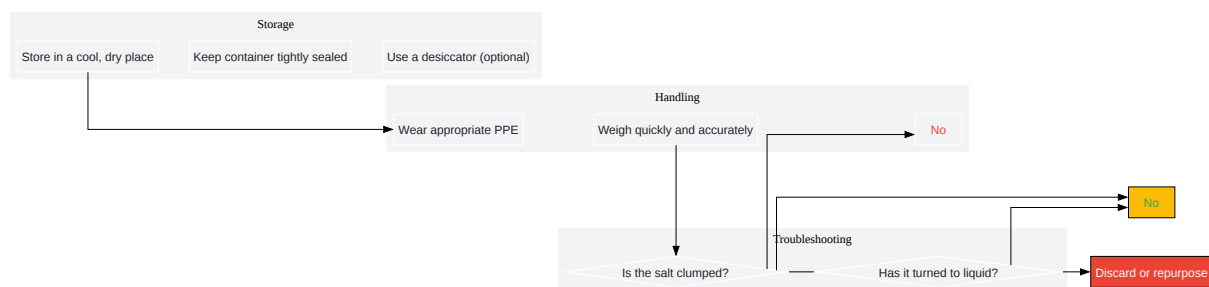 Storage
Store in a cool, dry place
Keep container tightly sealed
Use a desiccator (optional)
Handling
Wear appropriate PPE
Weigh quickly and accurately
No
No
Troubleshooting
Is the salt clumped?
Has it turned to liquid?
Discard or repurpose